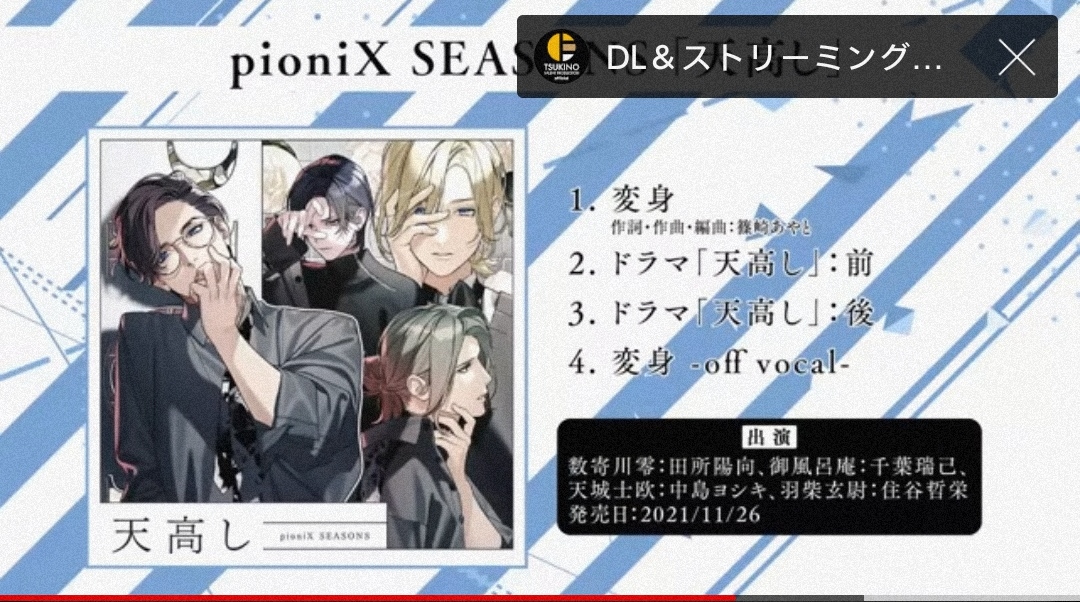 pioniX SEASONS「天高し」
TSUKINO
DL＆ストリーミング…
1. 変身
作詞・作曲・編曲：篠崎あやと
2. ドラマ「天高し」：前
3. ドラマ「天高し」：後
4. 変身 -off vocal-
出演
数寄川零：田所陽向、御風呂庵：千葉瑞己、
天城士欧：中島ヨシキ、羽柴玄尉：住谷哲栄
発売日：2021/11/26
天高し
pioniX SEASONS